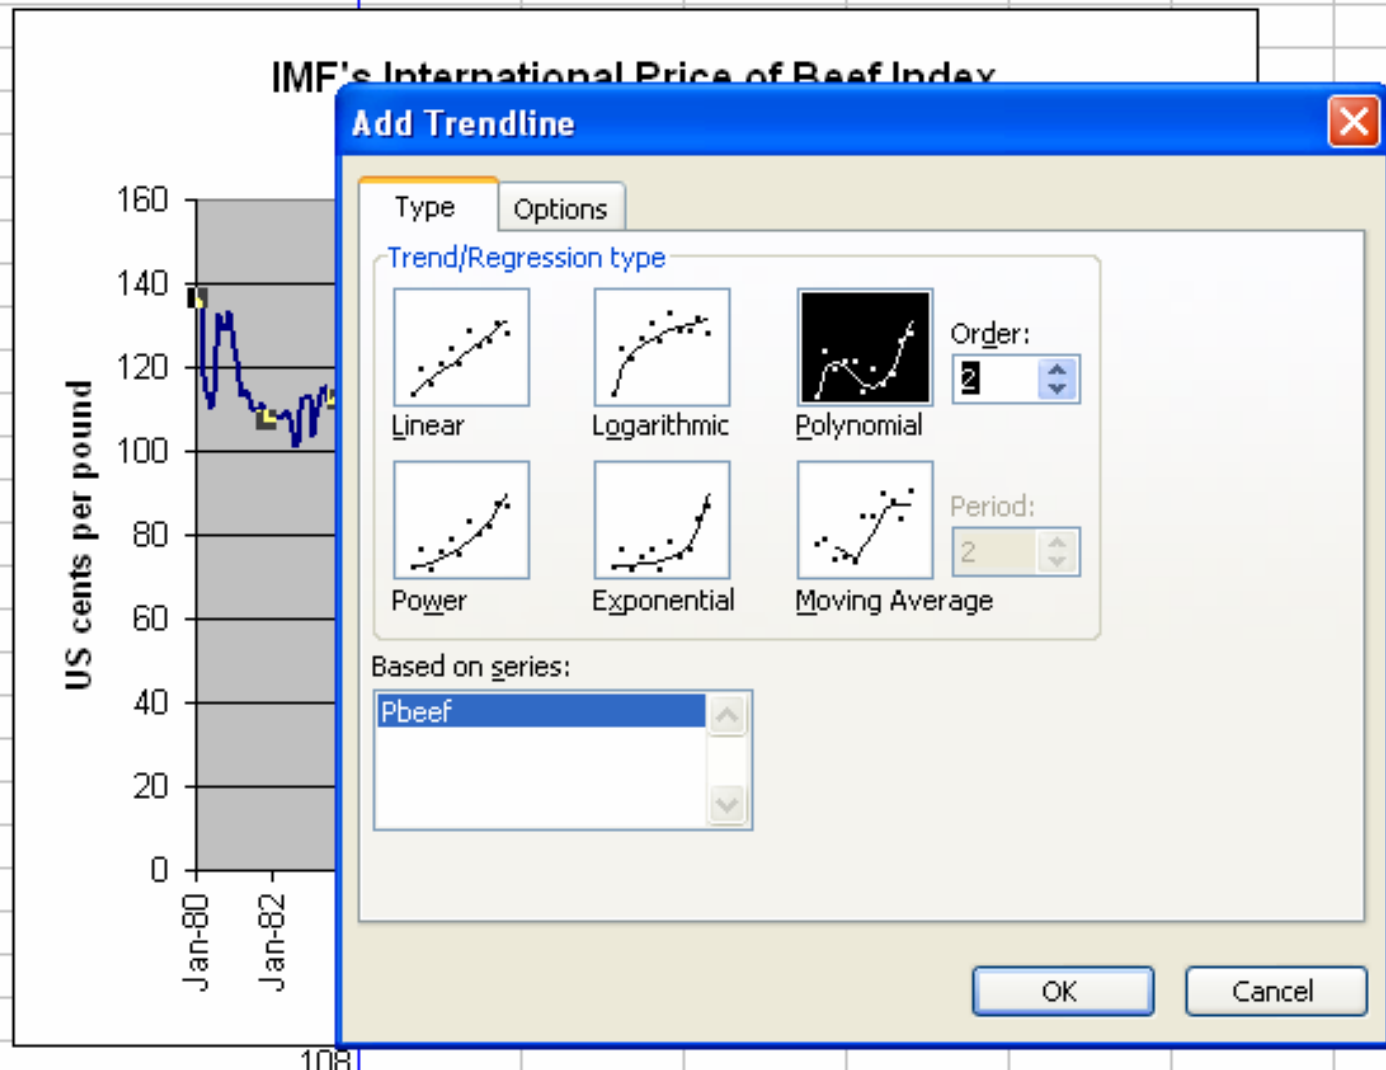 IMF's International Price of Beef Index
Add Trendline
Type
Options
Trend/Regression type
Linear
Logarithmic
Polynomial
Order:
2
Power
Exponential
Moving Average
Period:
2
Based on series:
Pbeef
OK
Cancel
US cents per pound
160
140
120
100
80
60
40
20
0
Jan-80
Jan-82
108